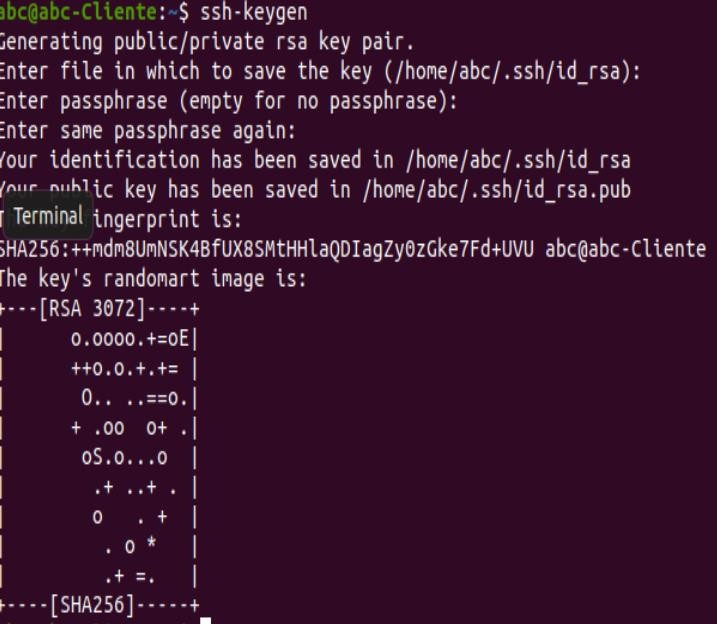 abc@abc-Cliente:~$ ssh-keygen
Generating public/private rsa key pair.
Enter file in which to save the key (/home/abc/.ssh/id_rsa):
Enter passphrase (empty for no passphrase):
Enter same passphrase again:
Your identification has been saved in /home/abc/.ssh/id_rsa
Your public key has been saved in /home/abc/.ssh/id_rsa.pub
Terminal
fingerprint is:
SHA256:++mdm8UmNSK4BfUX8SMtHHlaQDIagZy0zGke7Fd+UVU abc@abc-Cliente
The key's randomart image is:
+---[RSA 3072]----+
|       o.oooo.+=oE|
|       ++o.o.+.+= |
|        O.. ..==o.|
|       + .oo  o+ .|
|        oS.o...o  |
|         .+ ..+ . |
|         o   . +  |
|          . o *   |
|          .+ =.   |
+----[SHA256]-----+